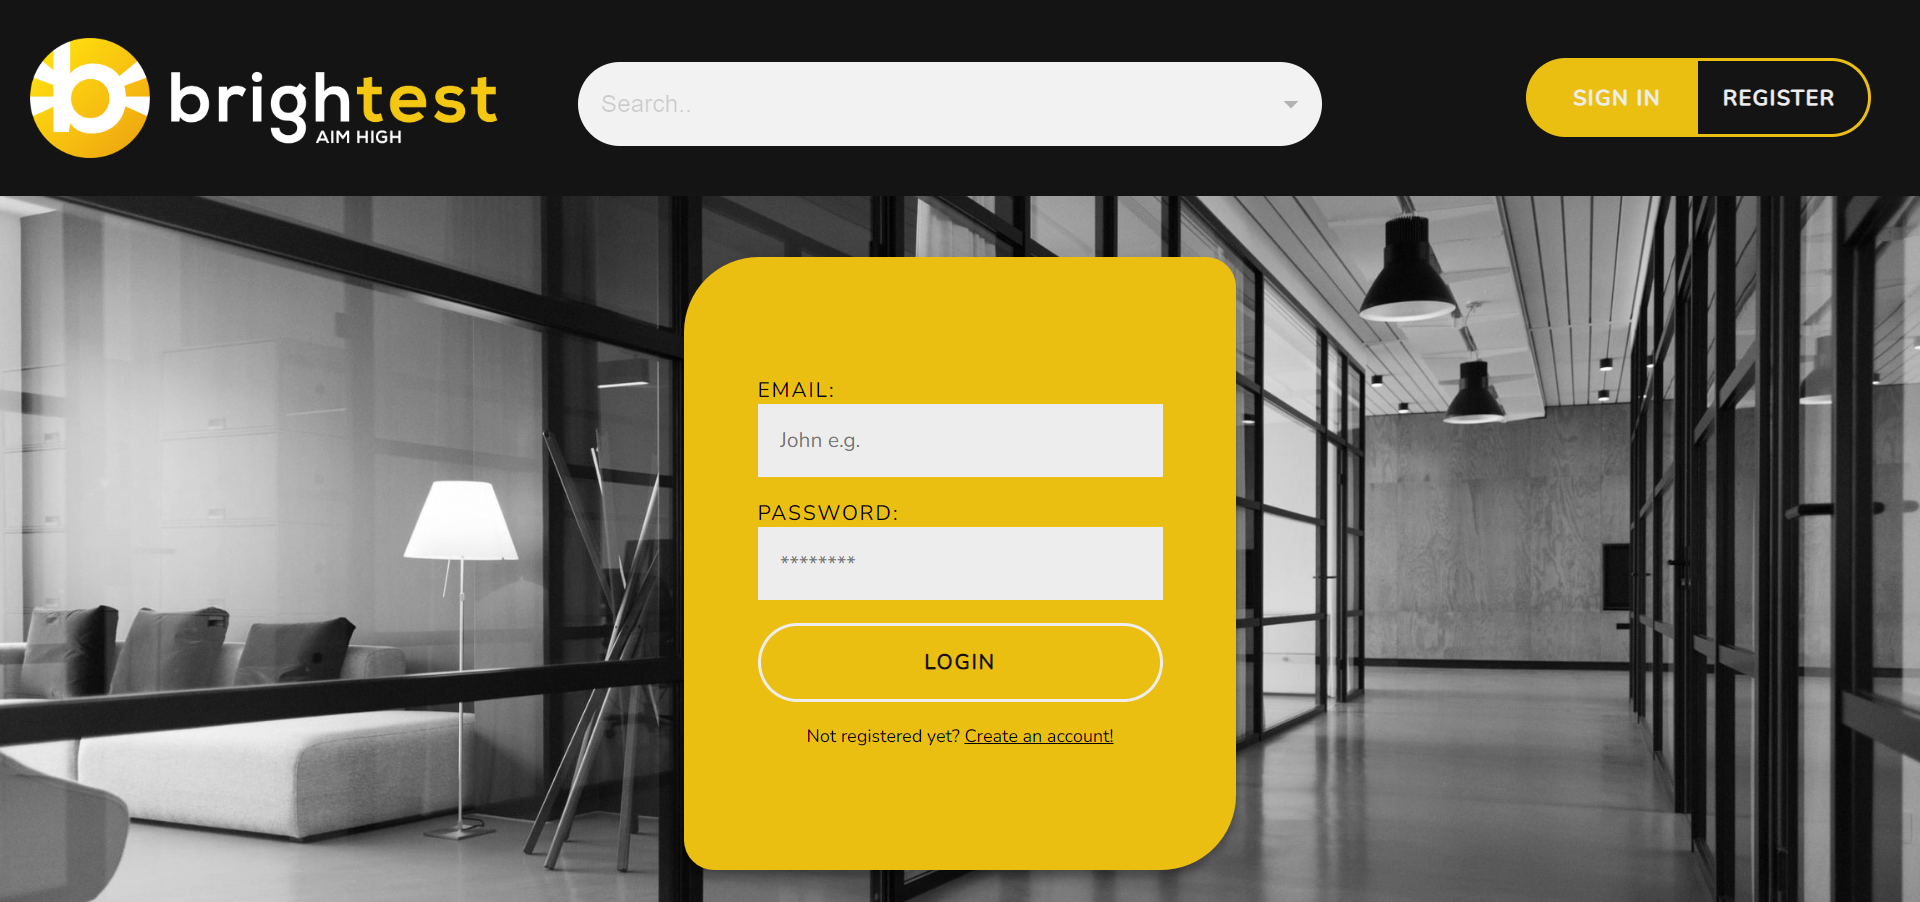 brightest
AIM HIGH
Search..
SIGN IN
REGISTER
EMAIL:
John e.g.
PASSWORD:
********
LOGIN
Not registered yet? Create an account!